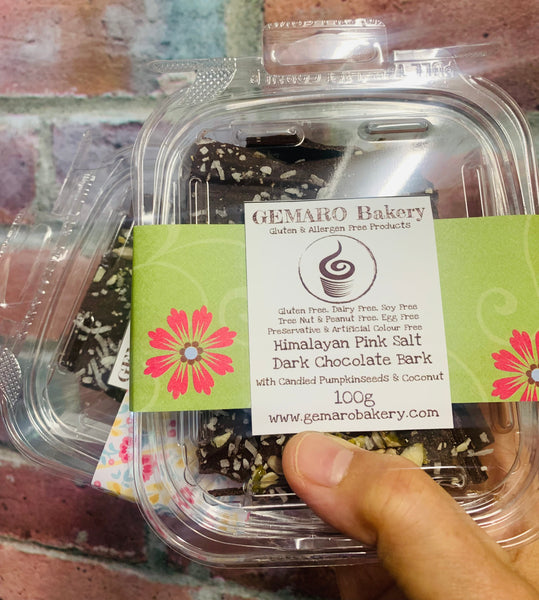 GEMARO Bakery
Gluten & Allergen Free Products
Gluten Free, Dairy Free, Soy Free
Tree Nut & Peanut Free, Egg Free
Preservative & Artificial Colour Free
Himalayan Pink Salt
Dark Chocolate Bark
With Candied Pumpkinseeds & Coconut
100g
www.gemarobakery.com